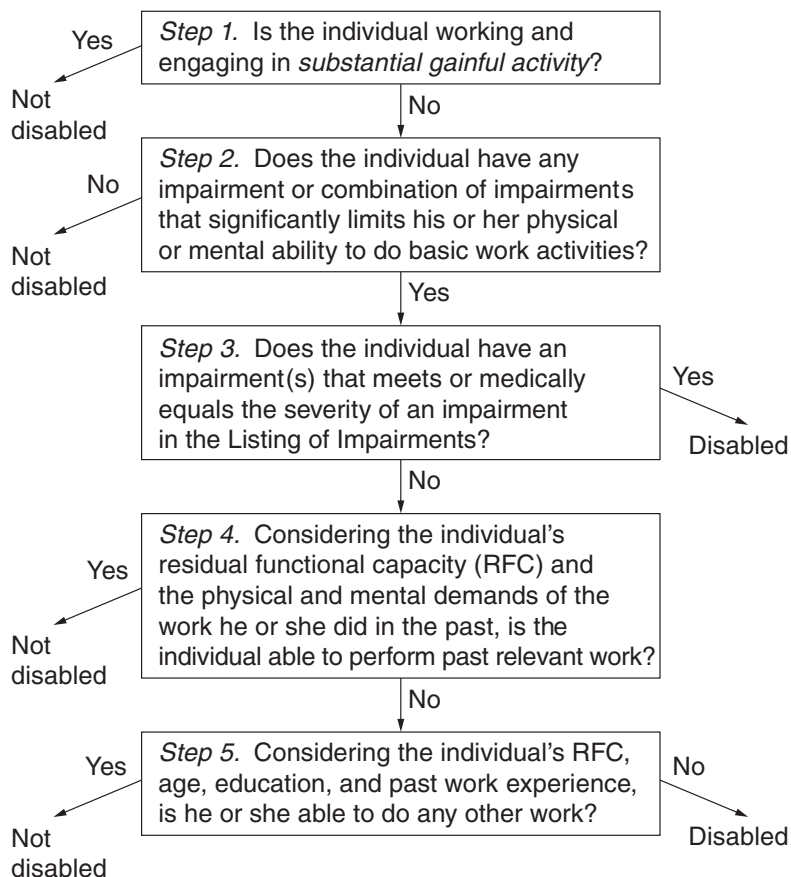 Step 1. Is the individual working and
engaging in substantial gainful activity?
Yes
Not
disabled
No
Step 2. Does the individual have any
impairment or combination of impairments
that significantly limits his or her physical
or mental ability to do basic work activities?
No
Not
disabled
Yes
Step 3. Does the individual have an
impairment(s) that meets or medically
equals the severity of an impairment
in the Listing of Impairments?
Yes
Disabled
No
Step 4. Considering the individual's
residual functional capacity (RFC) and
the physical and mental demands of the
work he or she did in the past, is the
individual able to perform past relevant work?
Yes
Not
disabled
No
Step 5. Considering the individual's RFC,
age, education, and past work experience,
is he or she able to do any other work?
Yes
Not
disabled
No
Disabled